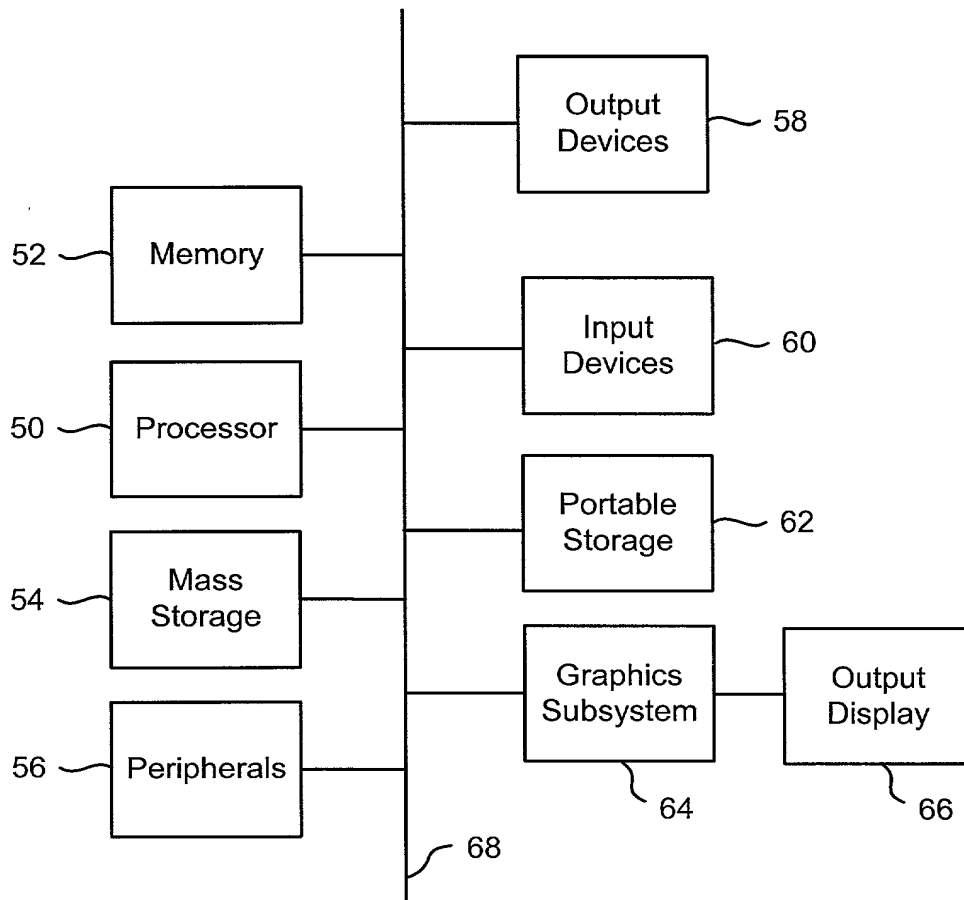 Output
Devices
58
52
Memory
Input
Devices
60
50
Processor
Portable
Storage
62
54
Mass
Storage
Graphics
Subsystem
Output
Display
56
Peripherals
64
66
68